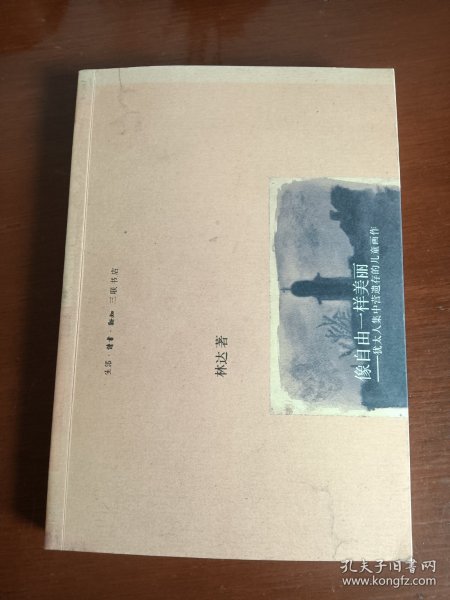 像自由一样美丽
——犹太人集中营遗存的儿童画作
林达 著
生活·读书·新知 三联书店
孔夫子旧书网
www.kongfz.com